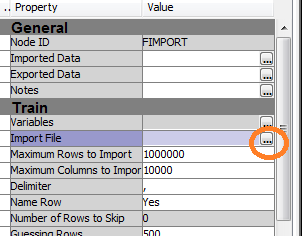 .. Property Value
General
Node ID FIMPORT
Imported Data ...
Exported Data ...
Notes ...
Train
Variables ...
Import File ...
Maximum Rows to Import 1000000
Maximum Columns to Impor 10000
Delimiter ,
Name Row Yes
Number of Rows to Skip 0
Guessing Rows 500